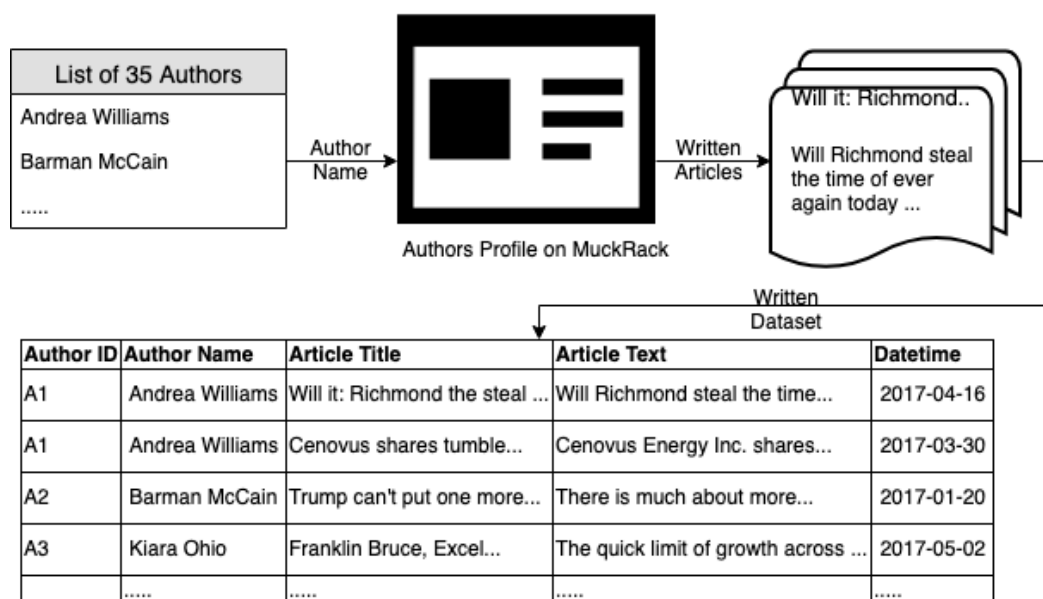 List of 35 Authors
Andrea Williams
Barman McCain
.....
Author
Name
Authors Profile on MuckRack
Written
Articles
Will it: Richmond..
Will Richmond steal
the time of ever
again today ...
Written
Dataset
Author ID Author Name Article Title Article Text Datetime
A1 Andrea Williams Will it: Richmond the steal ... Will Richmond steal the time... 2017-04-16
A1 Andrea Williams Cenovus shares tumble... Cenovus Energy Inc. shares... 2017-03-30
A2 Barman McCain Trump can't put one more... There is much about more... 2017-01-20
A3 Kiara Ohio Franklin Bruce, Excel... The quick limit of growth across ... 2017-05-02
..... ..... ..... .....